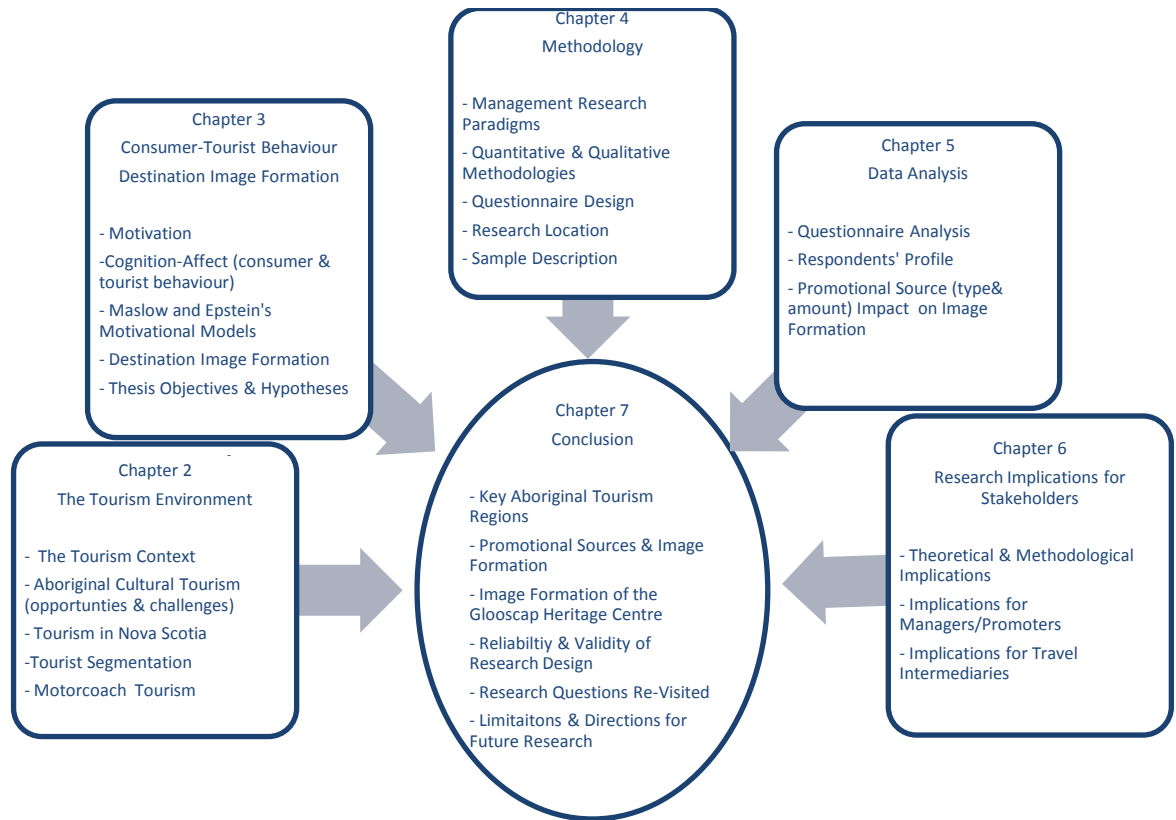 Chapter 4
Methodology
- Management Research
Paradigms
- Quantitative & Qualitative
Methodologies
- Questionnaire Design
- Research Location
- Sample Description
Chapter 3
Consumer-Tourist Behaviour
Destination Image Formation
- Motivation
-Cognition-Affect (consumer &
tourist behaviour)
- Maslow and Epstein's
Motivational Models
- Destination Image Formation
- Thesis Objectives & Hypotheses
Chapter 5
Data Analysis
- Questionnaire Analysis
- Respondents' Profile
- Promotional Source (type&
amount) Impact on Image
Formation
Chapter 2
The Tourism Environment
- The Tourism Context
- Aboriginal Cultural Tourism
(opportunties & challenges)
- Tourism in Nova Scotia
-Tourist Segmentation
- Motorcoach Tourism
Chapter 7
Conclusion
- Key Aboriginal Tourism
Regions
- Promotional Sources & Image
Formation
- Image Formation of the
Glooscap Heritage Centre
- Reliabiltiy & Validity of
Research Design
- Research Questions Re-Visited
- Limitaitons & Directions for
Future Research
Chapter 6
Research Implications for
Stakeholders
- Theoretical & Methodological
Implications
- Implications for
Managers/Promoters
- Implications for Travel
Intermediaries